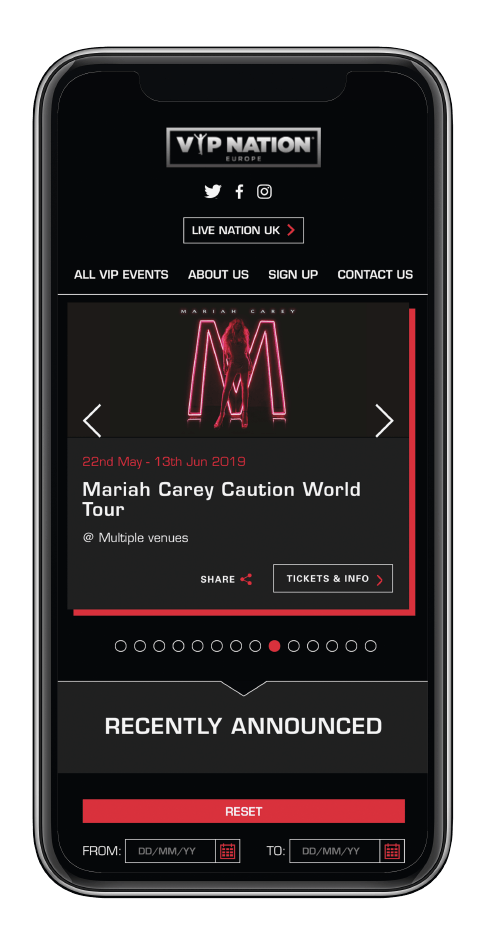 VIP NATION
EUROPE
LIVE NATION UK
ALL VIP EVENTS ABOUT US SIGN UP CONTACT US
MARIAH CAREY
M
22nd May - 13th Jun 2019
Mariah Carey Caution World
Tour
@ Multiple venues
SHARE TICKETS & INFO
RECENTLY ANNOUNCED
RESET
FROM: DD/MM/YY TO: DD/MM/YY